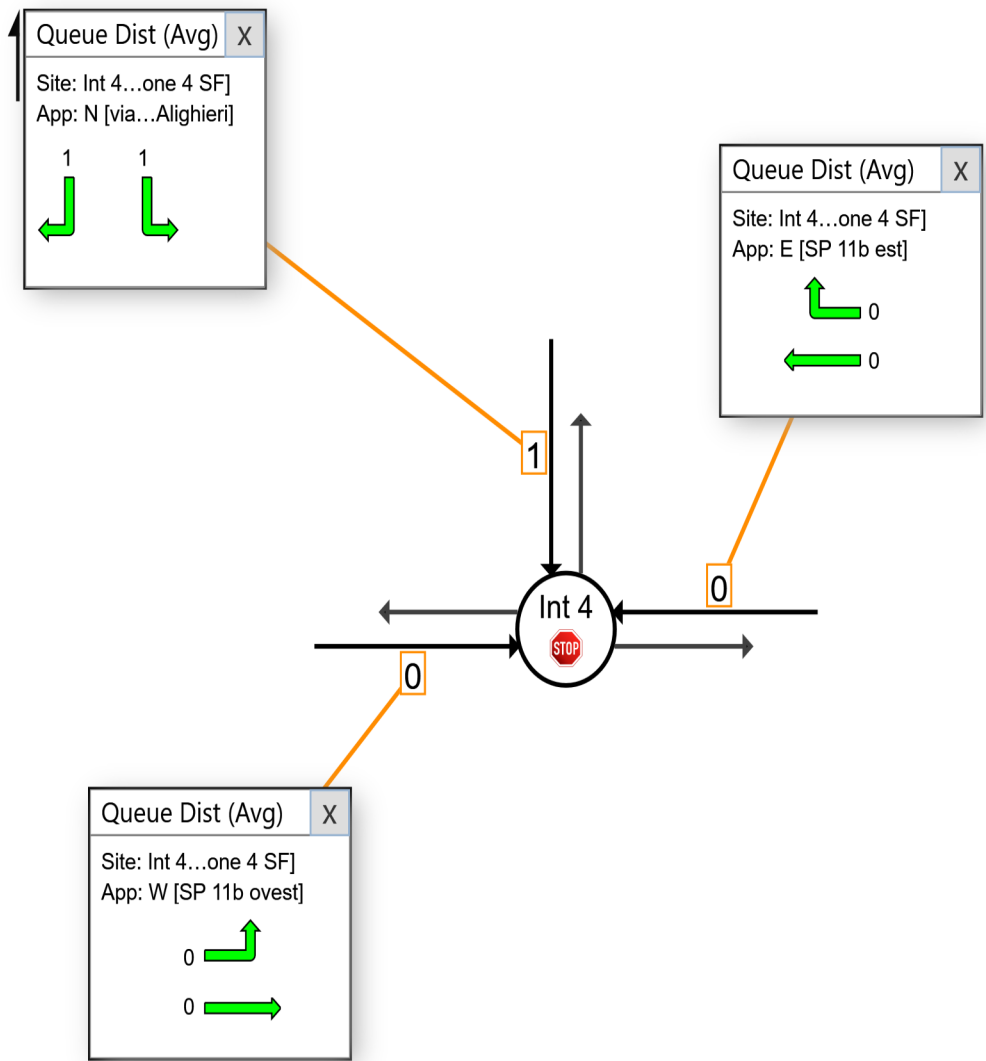 Queue Dist (Avg) X
Site: Int 4...one 4 SF]
App: N [via...Alighieri]
1 1
Queue Dist (Avg) X
Site: Int 4...one 4 SF]
App: E [SP 11b est]
0
0
1
0
Int 4
STOP
0
Queue Dist (Avg) X
Site: Int 4...one 4 SF]
App: W [SP 11b ovest]
0
0